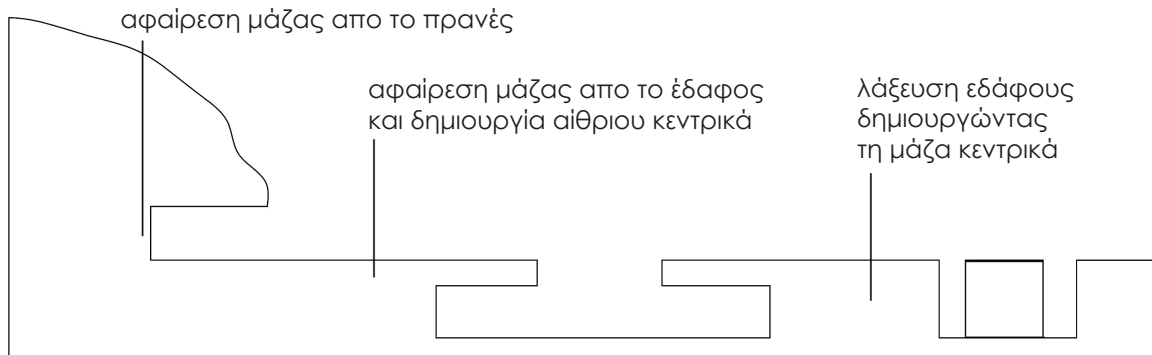 αφαίρεση μάζας απο το πρανές
αφαίρεση μάζας απο το έδαφος
και δημιουργία αίθριου κεντρικά
λάξευση εδάφους
δημιουργώντας
τη μάζα κεντρικά